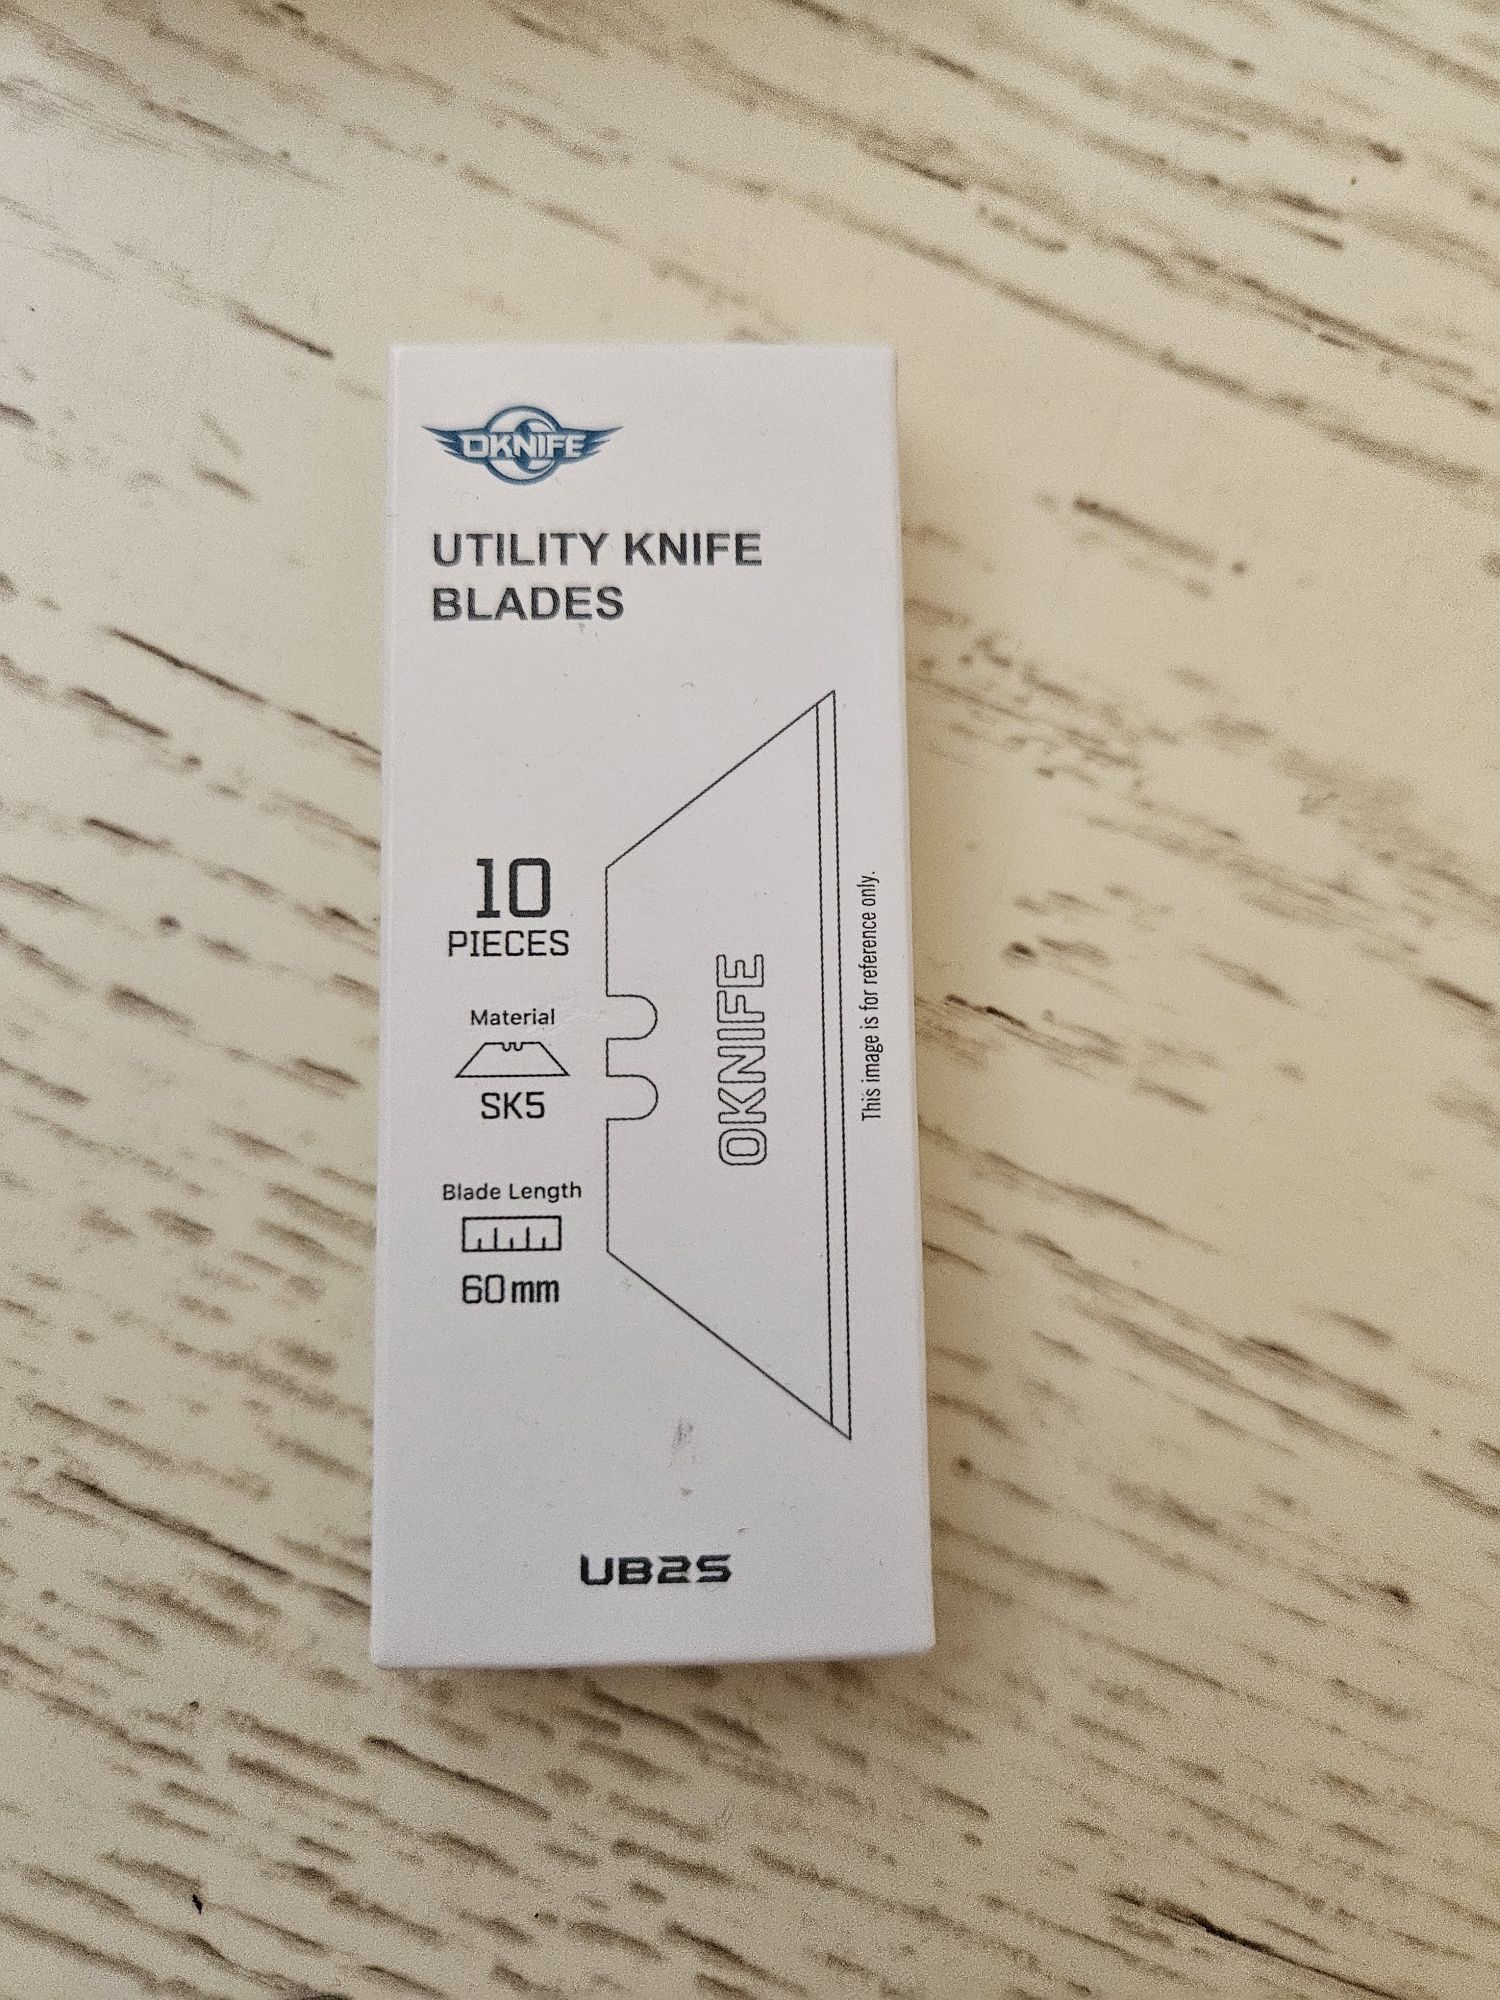 OKNIFE
UTILITY KNIFE
BLADES
10
PIECES
Material
SK5
Blade Length
60mm
OKNIFE
This image is for reference only.
UB2S